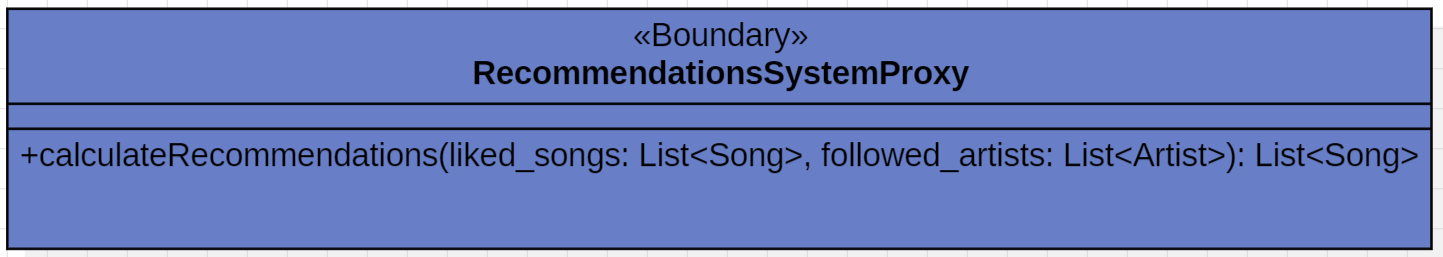 «Boundary»
RecommendationsSystemProxy
+calculateRecommendations(liked_songs: List<Song>, followed_artists: List<Artist>): List<Song>